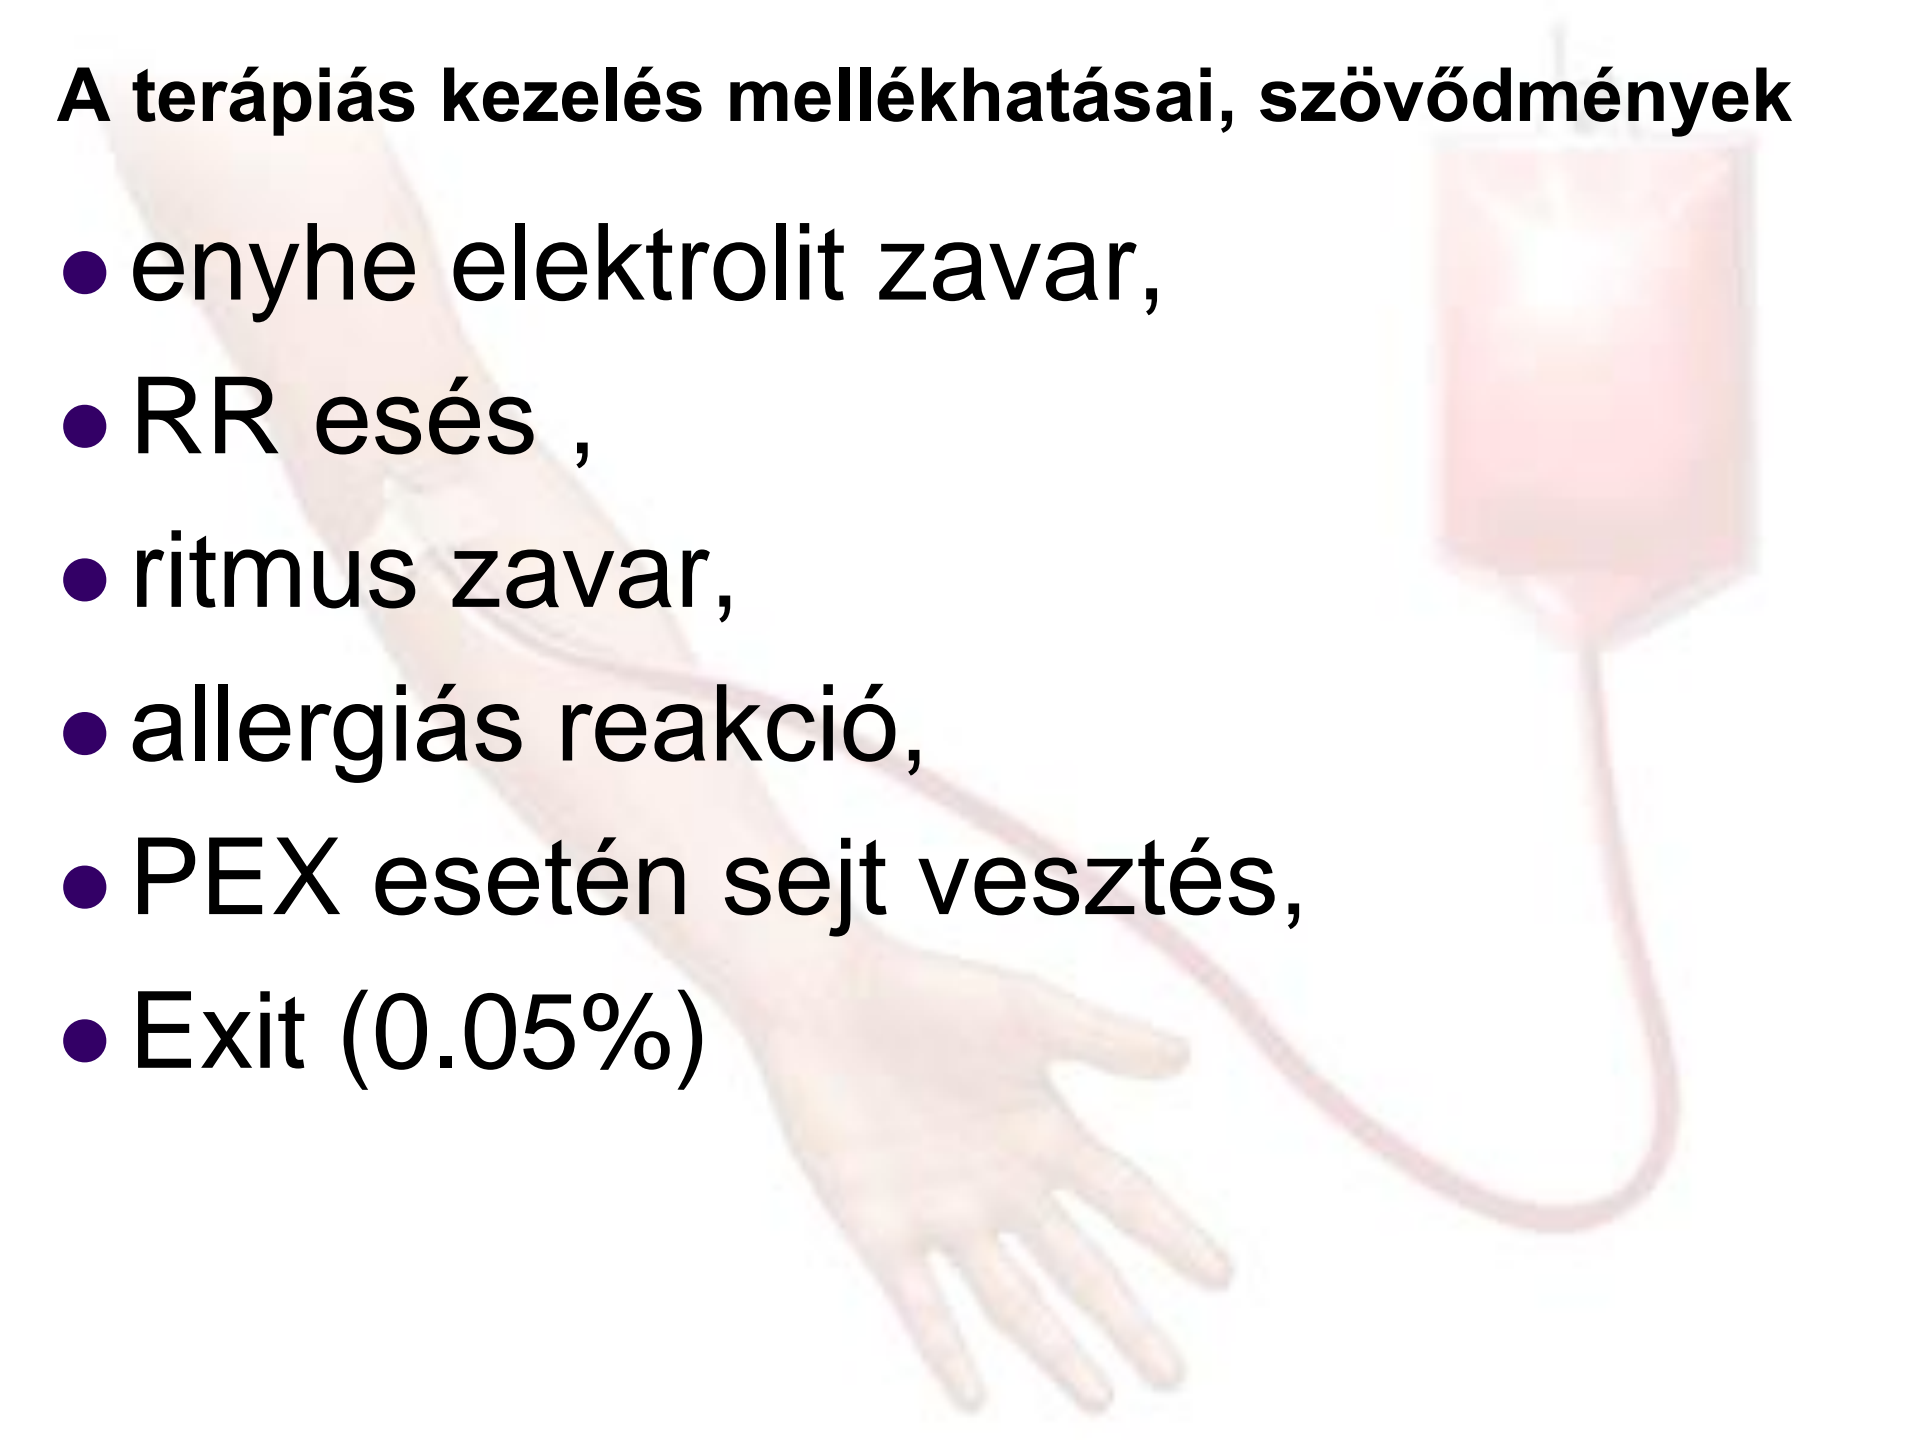 A terápiás kezelés mellékhatásai, szövődmények
● enyhe elektrolit zavar,
● RR esés ,
● ritmus zavar,
● allergiás reakció,
● PEX esetén sejt vesztés,
● Exit (0.05%)